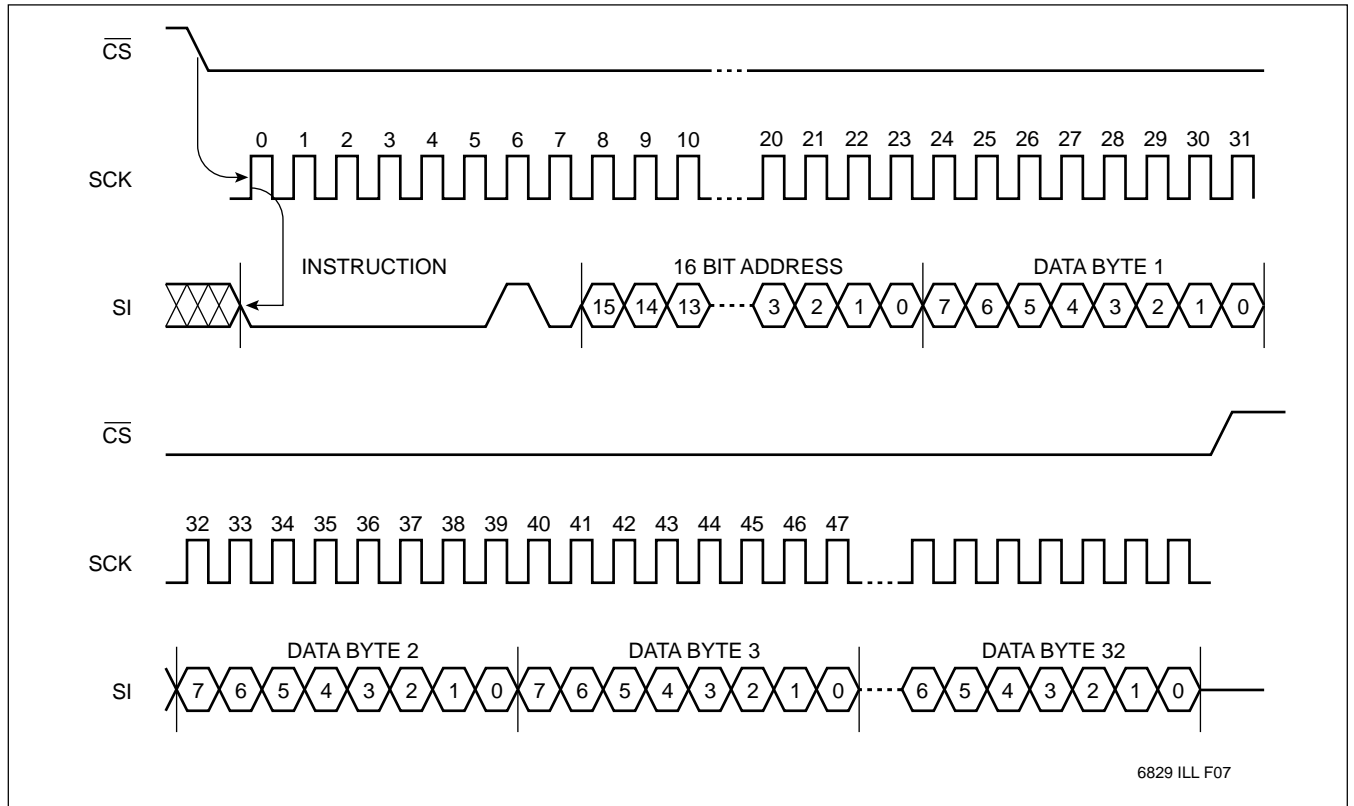 CS
0 1 2 3 4 5 6 7 8 9 10 20 21 22 23 24 25 26 27 28 29 30 31
SCK
INSTRUCTION 16 BIT ADDRESS DATA BYTE 1
SI 15 14 13 3 2 1 0 7 6 5 4 3 2 1 0
CS
32 33 34 35 36 37 38 39 40 41 42 43 44 45 46 47
SCK
DATA BYTE 2 DATA BYTE 3 DATA BYTE 32
SI 7 6 5 4 3 2 1 0 7 6 5 4 3 2 1 0 6 5 4 3 2 1 0
6829 ILL F07